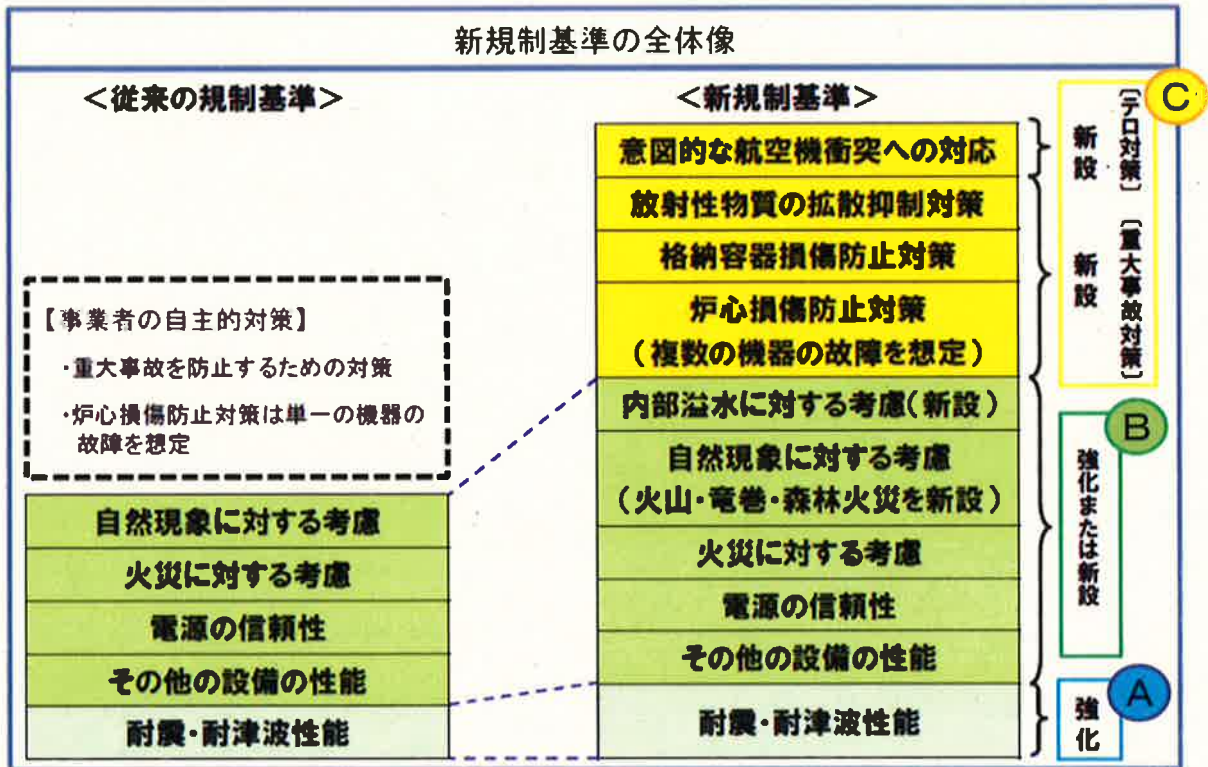 新規制基準の全体像
<従来の規制基準>
【事業者の自主的対策】
・重大事故を防止するための対策
・炉心損傷防止対策は単一の機器の
故障を想定
自然現象に対する考慮
火災に対する考慮
電源の信頼性
その他の設備の性能
耐震・耐津波性能
<新規制基準>
意図的な航空機衝突への対応
放射性物質の拡散抑制対策
格納容器損傷防止対策
炉心損傷防止対策
(複数の機器の故障を想定)
内部溢水に対する考慮(新設)
自然現象に対する考慮
(火山・竜巻・森林火災を新設)
火災に対する考慮
電源の信頼性
その他の設備の性能
耐震・耐津波性能
C
〔テロ対策〕
新設
〔重大事故対策〕
新設
B
強化または新設
A
強化